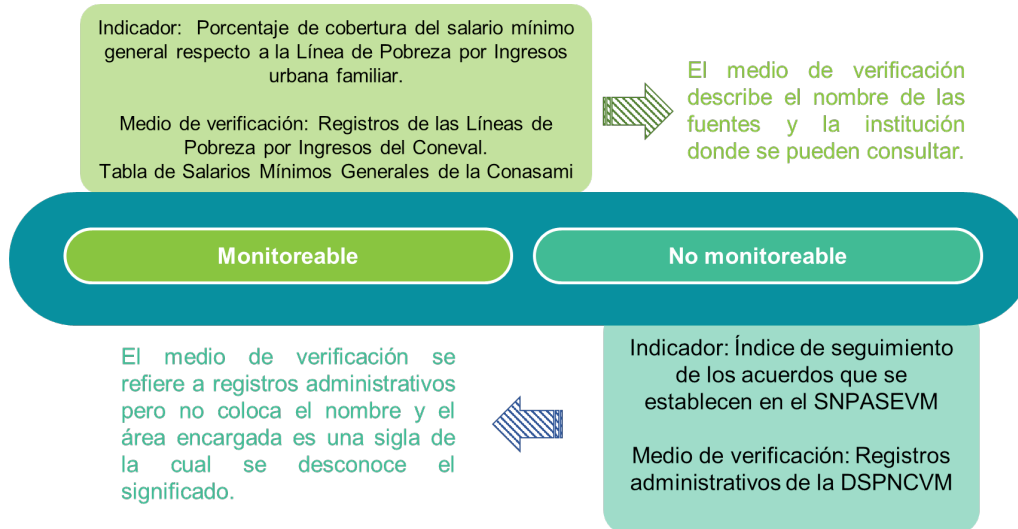 Indicador:  Porcentaje de cobertura del salario mínimo
general respecto a la Línea de Pobreza por Ingresos
urbana familiar.
Medio de verificación: Registros de las Líneas de
Pobreza por Ingresos del Coneval.
Tabla de Salarios Mínimos Generales de la Conasami
El medio de verificación
describe el nombre de las
fuentes y la institución
donde se pueden consultar.
Monitoreable
No monitoreable
El medio de verificación se
refiere a registros administrativos
pero no coloca el nombre y el
área encargada es una sigla de
la cual se desconoce el
significado.
Indicador: Índice de seguimiento
de los acuerdos que se
establecen en el SNPASEVM
Medio de verificación: Registros
administrativos de la DSPNCVM